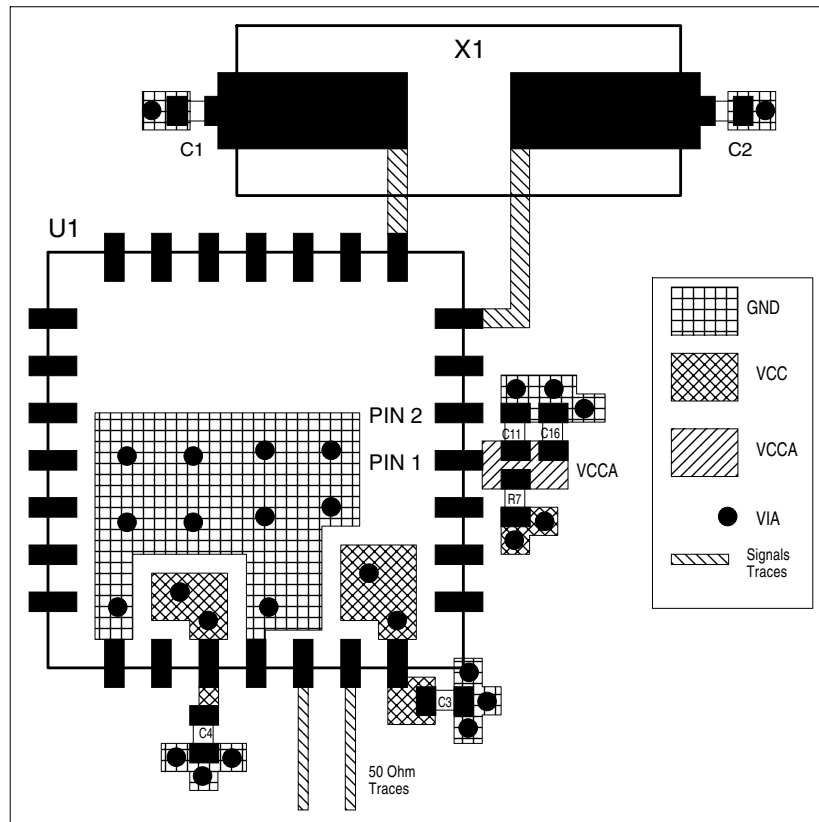 X1
C1
C2
U1
GND
VCC
PIN 2
C11
C16
PIN 1
VCCA
VCCA
R7
VIA
Signals
Traces
C3
C4
50 Ohm
Traces